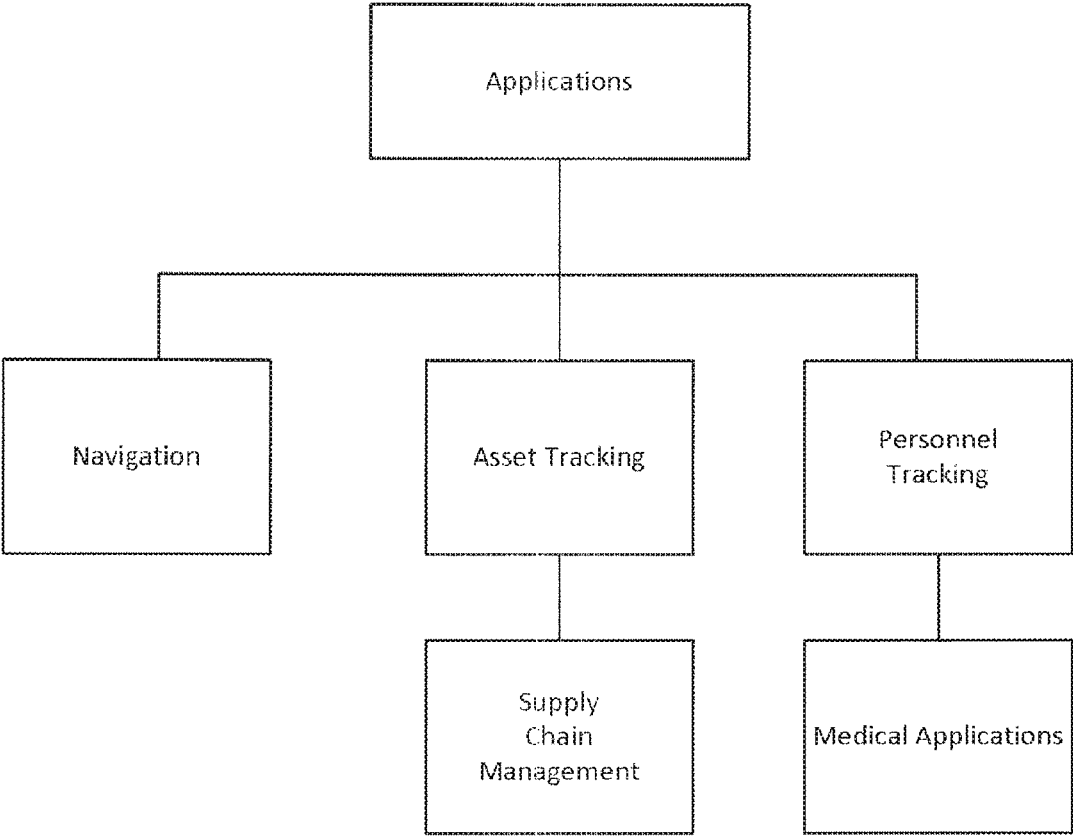 Applications
Navigation
Asset Tracking
Personnel
Tracking
Supply
Chain
Management
Medical Applications